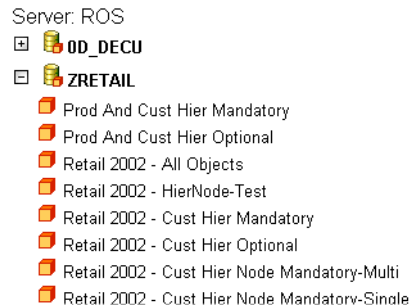 Server: ROS
0D_DECU
ZRETAIL
Prod And Cust Hier Mandatory
Prod And Cust Hier Optional
Retail 2002 - All Objects
Retail 2002 - HierNode-Test
Retail 2002 - Cust Hier Mandatory
Retail 2002 - Cust Hier Optional
Retail 2002 - Cust Hier Node Mandatory-Multi
Retail 2002 - Cust Hier Node Mandatory-Single